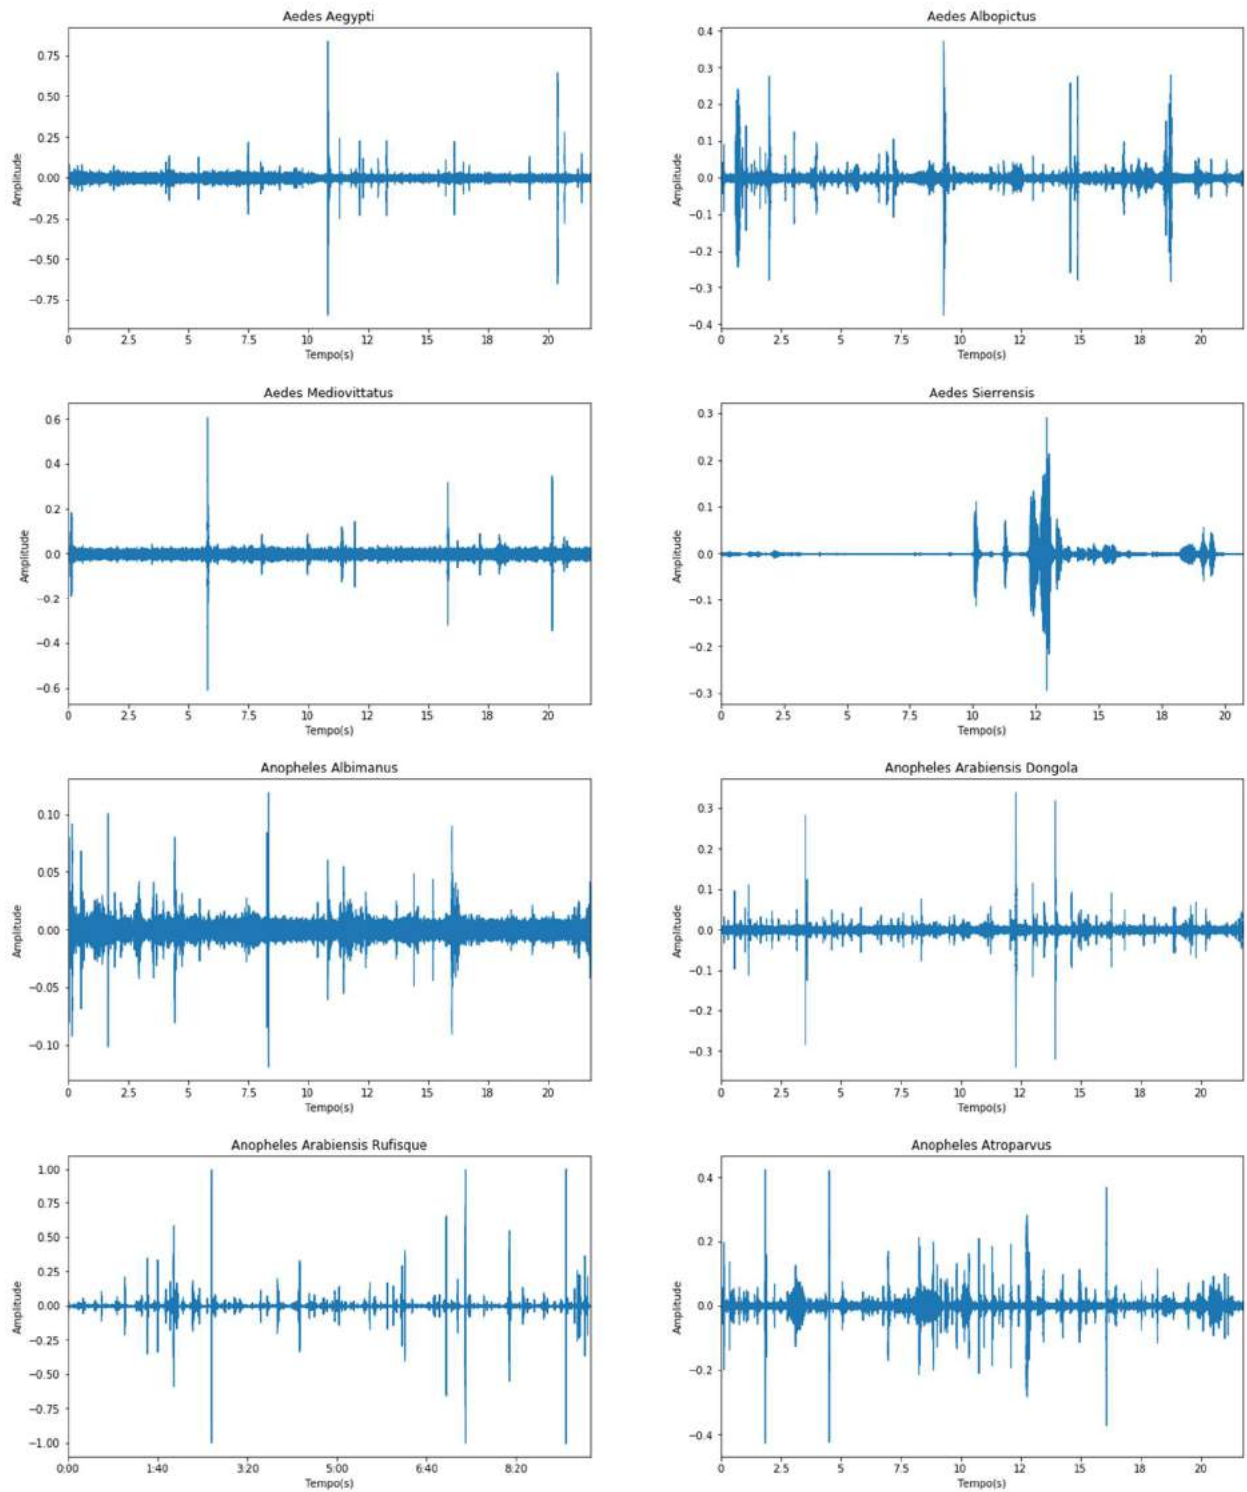 Aedes Aegypti
Amplitude
0.75
0.50
0.25
0.00
−0.25
−0.50
−0.75
0 2.5 5 7.5 10 12 15 18 20
Tempo(s)
Aedes Albopictus
Amplitude
0.4
0.3
0.2
0.1
0.0
−0.1
−0.2
−0.3
−0.4
0 2.5 5 7.5 10 12 15 18 20
Tempo(s)
Aedes Mediovittatus
Amplitude
0.6
0.4
0.2
0.0
−0.2
−0.4
−0.6
0 2.5 5 7.5 10 12 15 18 20
Tempo(s)
Aedes Sierrensis
Amplitude
0.3
0.2
0.1
0.0
−0.1
−0.2
−0.3
0 2.5 5 7.5 10 12 15 18 20
Tempo(s)
Anopheles Albimanus
Amplitude
0.10
0.05
0.00
−0.05
−0.10
0 2.5 5 7.5 10 12 15 18 20
Tempo(s)
Anopheles Arabiensis Dongola
Amplitude
0.3
0.2
0.1
0.0
−0.1
−0.2
−0.3
0 2.5 5 7.5 10 12 15 18 20
Tempo(s)
Anopheles Arabiensis Rufisque
Amplitude
1.00
0.75
0.50
0.25
0.00
−0.25
−0.50
−0.75
−1.00
0:00 1:40 3:20 5:00 6:40 8:20
Tempo(s)
Anopheles Atroparvus
Amplitude
0.4
0.2
0.0
−0.2
−0.4
0 2.5 5 7.5 10 12 15 18 20
Tempo(s)